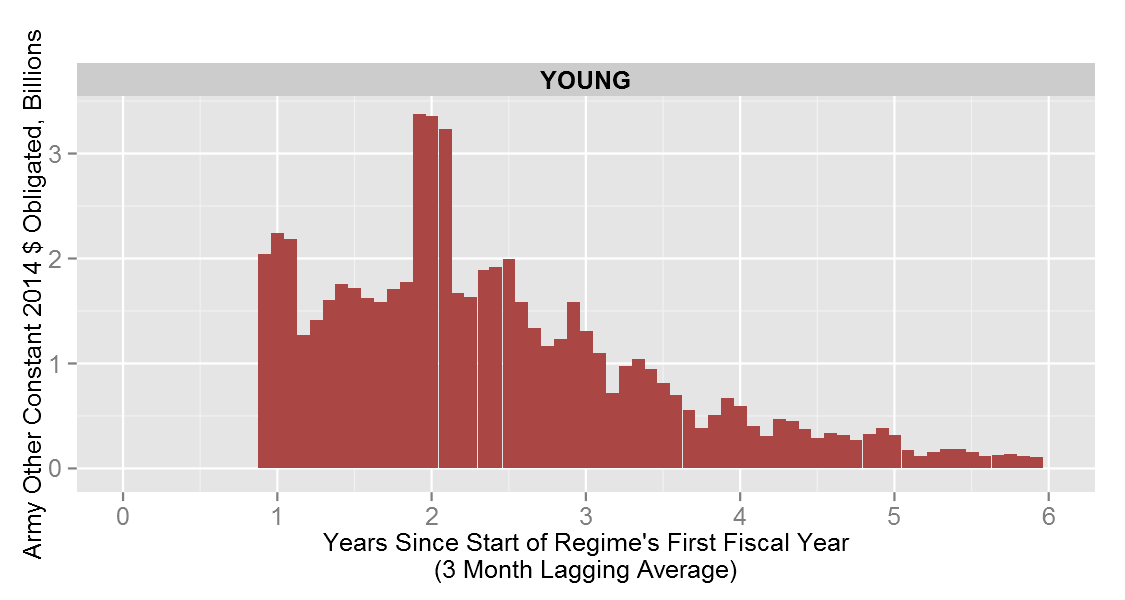 YOUNG
Army Other Constant 2014 $ Obligated, Billions
3
2
1
0
0 1 2 3 4 5 6
Years Since Start of Regime's First Fiscal Year
(3 Month Lagging Average)